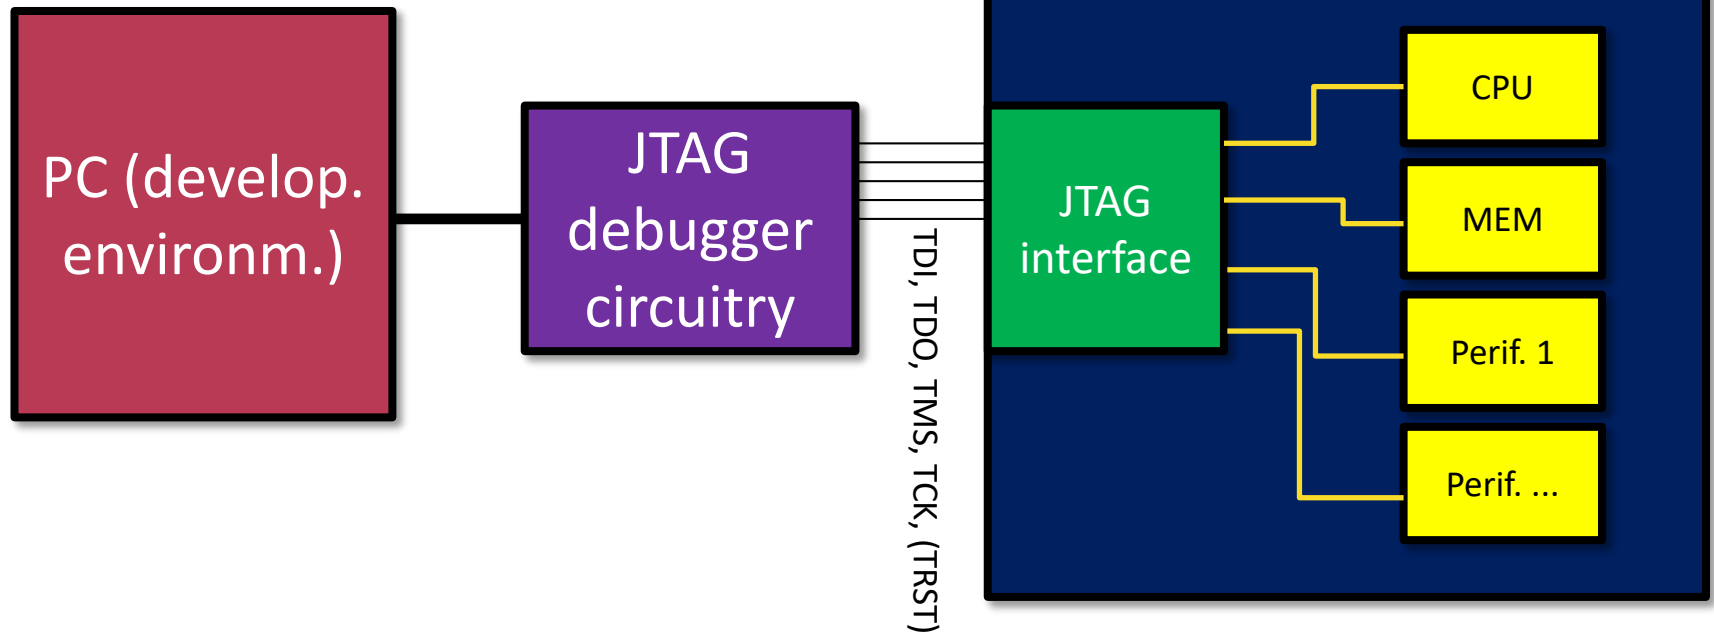 PC (develop.
environm.)
JTAG
debugger
circuitry
TDI, TDO, TMS, TCK, (TRST)
JTAG
interface
CPU
MEM
Perif. 1
Perif. ...